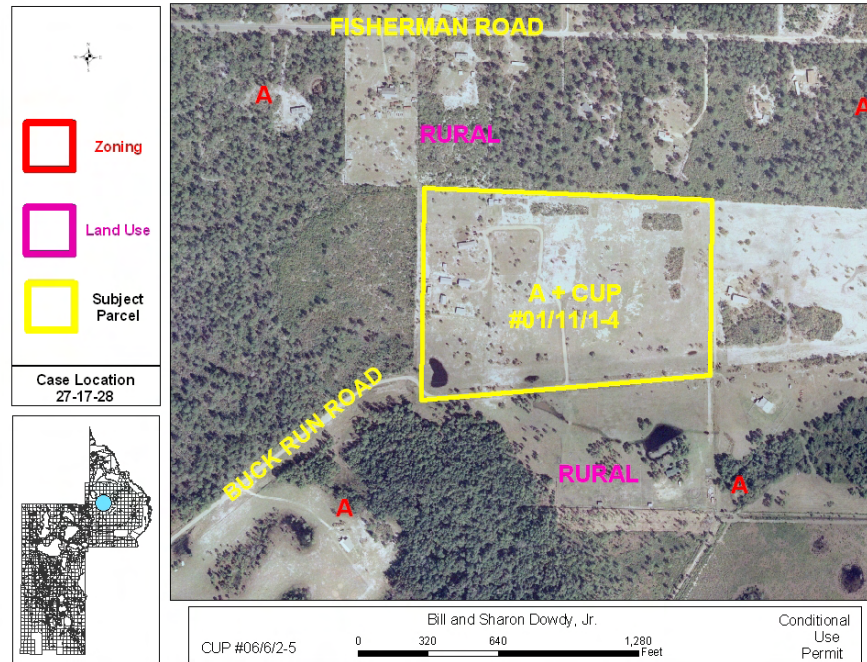 Zoning
Land Use
Subject
Parcel
Case Location
27-17-28
FISHERMAN ROAD
A
A
RURAL
A + CUP
#01/11/1-4
BUCK RUN ROAD
RURAL
A
A
CUP #06/6/2-5
Bill and Sharon Dowdy, Jr.
0 320 640 1,280
Feet
Conditional
Use
Permit